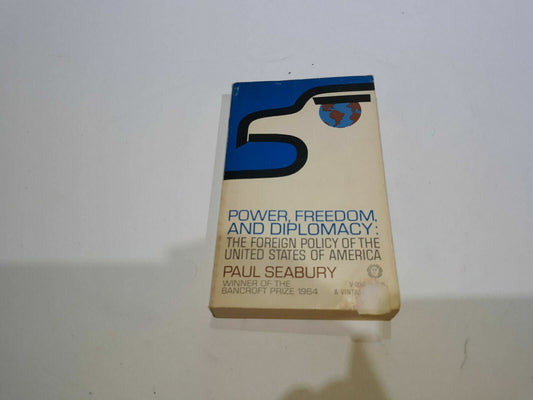 POWER, FREEDOM,
AND DIPLOMACY:
THE FOREIGN POLICY OF THE
UNITED STATES OF AMERICA
PAUL SEABURY
WINNER OF THE
BANCROFT PRIZE 1964
A VINTAGE